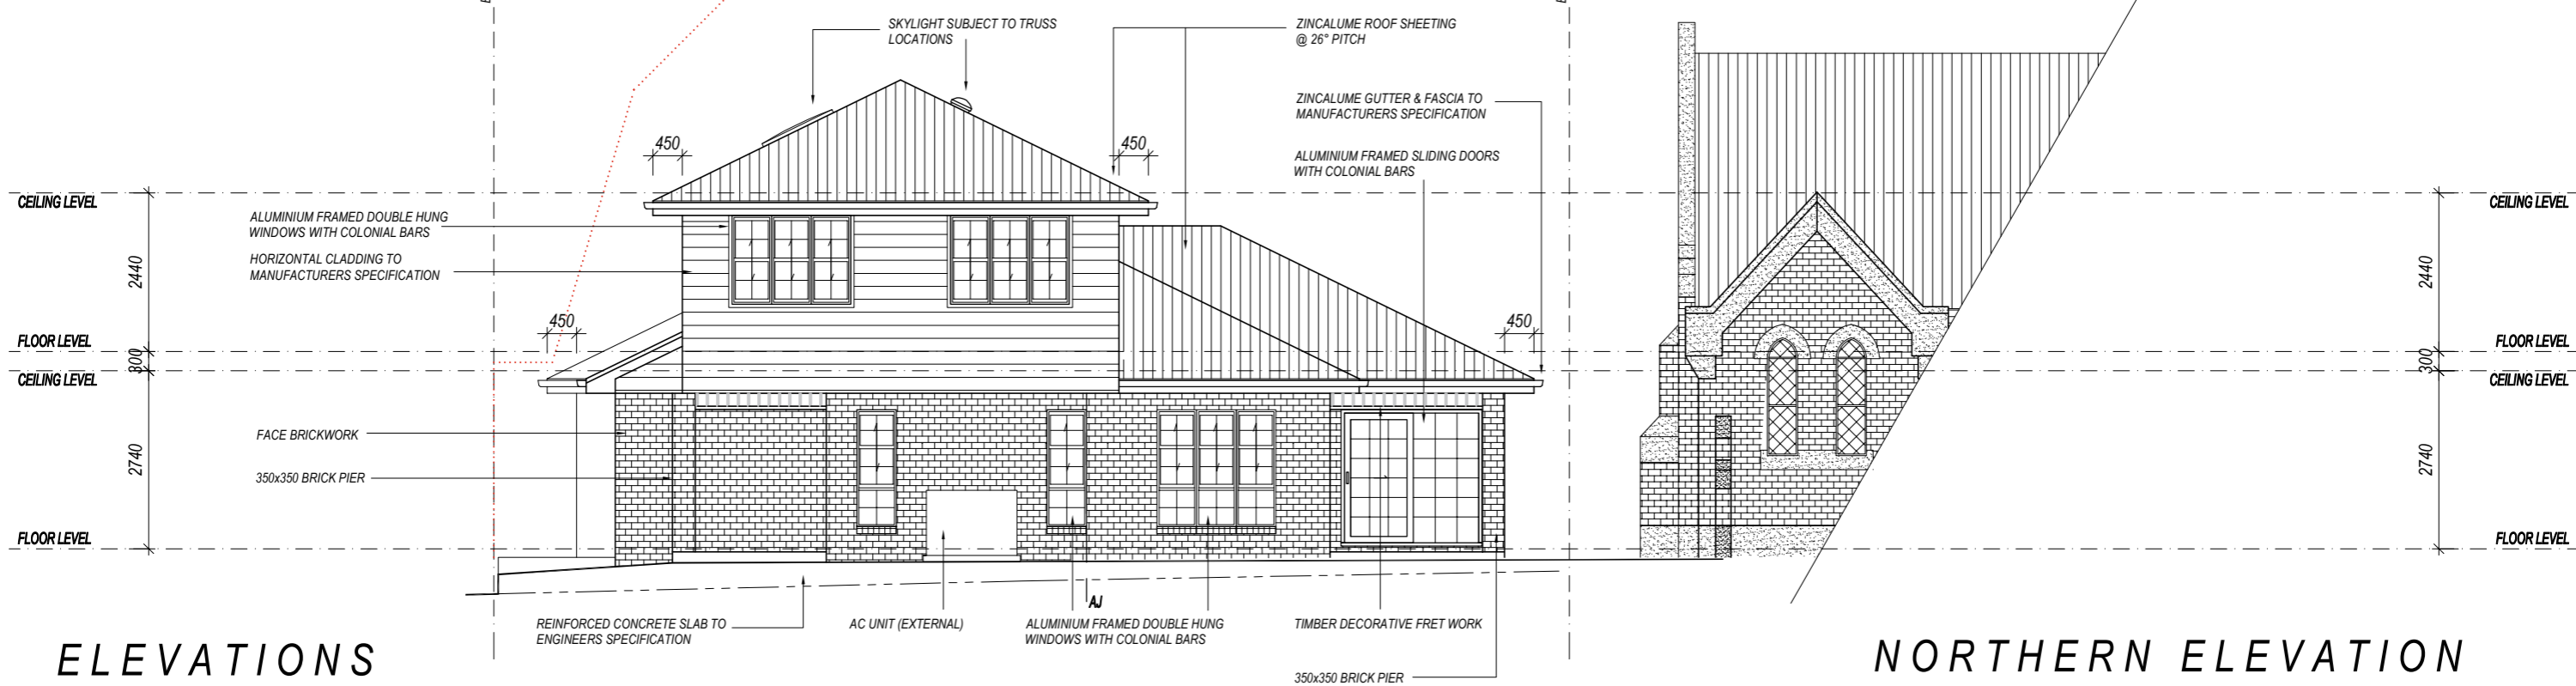 SKYLIGHT SUBJECT TO TRUSS
LOCATIONS
ZINCALUME ROOF SHEETING
@ 26° PITCH
ZINCALUME GUTTER & FASCIA TO
MANUFACTURERS SPECIFICATION
ALUMINIUM FRAMED SLIDING DOORS
WITH COLONIAL BARS
450
450
CEILING LEVEL
CEILING LEVEL
ALUMINIUM FRAMED DOUBLE HUNG
WINDOWS WITH COLONIAL BARS
HORIZONTAL CLADDING TO
MANUFACTURERS SPECIFICATION
2440
2440
450
450
FLOOR LEVEL
FLOOR LEVEL
300
300
CEILING LEVEL
CEILING LEVEL
FACE BRICKWORK
2740
2740
350x350 BRICK PIER
FLOOR LEVEL
FLOOR LEVEL
AJ
REINFORCED CONCRETE SLAB TO
ENGINEERS SPECIFICATION
AC UNIT (EXTERNAL)
ALUMINIUM FRAMED DOUBLE HUNG
WINDOWS WITH COLONIAL BARS
TIMBER DECORATIVE FRET WORK
350x350 BRICK PIER
ELEVATIONS
NORTHERN ELEVATION